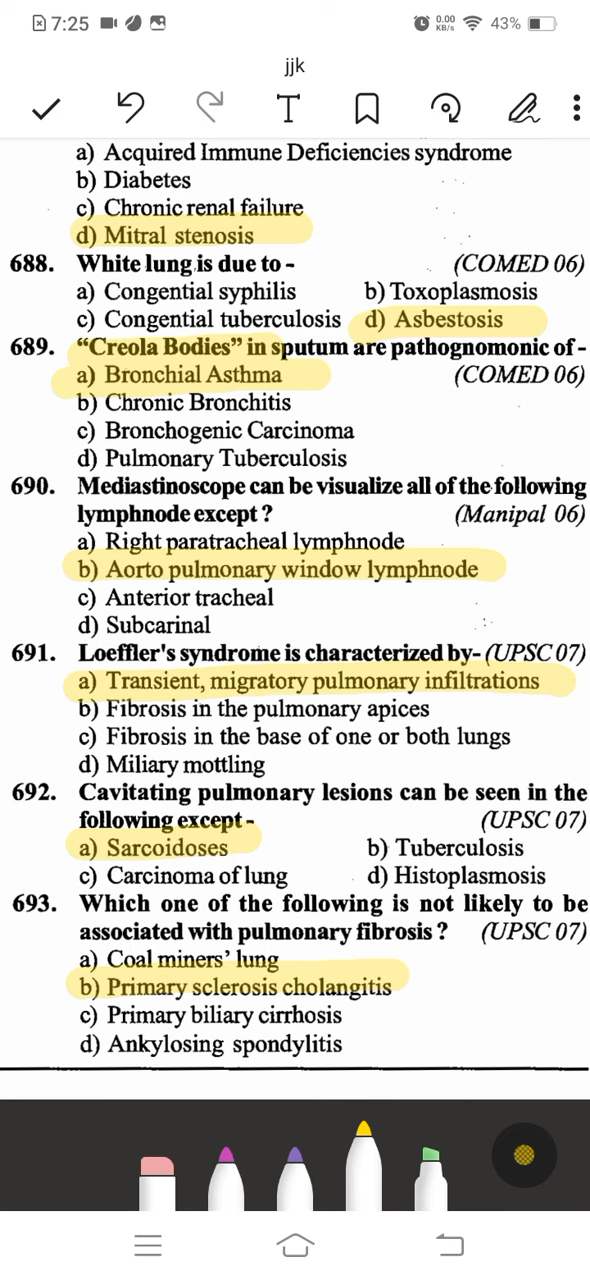 7:25
0.00
KB/s
43%
jjk
T
a) Acquired Immune Deficiencies syndrome
b) Diabetes
c) Chronic renal failure
d) Mitral stenosis
688. White lung is due to - (COMED 06)
a) Congential syphilis b) Toxoplasmosis
c) Congential tuberculosis d) Asbestosis
689. “Creola Bodies” in sputum are pathognomonic of -
a) Bronchial Asthma (COMED 06)
b) Chronic Bronchitis
c) Bronchogenic Carcinoma
d) Pulmonary Tuberculosis
690. Mediastinoscope can be visualize all of the following
lymphnode except ? (Manipal 06)
a) Right paratracheal lymphnode
b) Aorto pulmonary window lymphnode
c) Anterior tracheal
d) Subcarinal
691. Loeffler's syndrome is characterized by- (UPSC 07)
a) Transient, migratory pulmonary infiltrations
b) Fibrosis in the pulmonary apices
c) Fibrosis in the base of one or both lungs
d) Miliary mottling
692. Cavitating pulmonary lesions can be seen in the
following except - (UPSC 07)
a) Sarcoidoses b) Tuberculosis
c) Carcinoma of lung d) Histoplasmosis
693. Which one of the following is not likely to be
associated with pulmonary fibrosis ? (UPSC 07)
a) Coal miners’ lung
b) Primary sclerosis cholangitis
c) Primary biliary cirrhosis
d) Ankylosing spondylitis